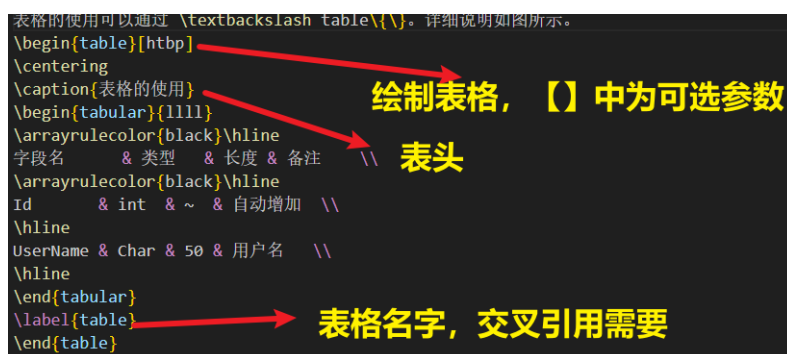 表格的使用可以通过 \textbackslash table\{\}。详细说明如图所示。
\begin{table}[htbp]
\centering
\caption{表格的使用}
绘制表格，【】中为可选参数
\begin{tabular}{llll}
\arrayrulecolor{black}\hline
字段名 & 类型 & 长度 & 备注 \\
表头
\arrayrulecolor{black}\hline
Id & int & ~ & 自动增加 \\
\hline
UserName & Char & 50 & 用户名 \\
\hline
\end{tabular}
\label{table}
表格名字，交叉引用需要
\end{table}